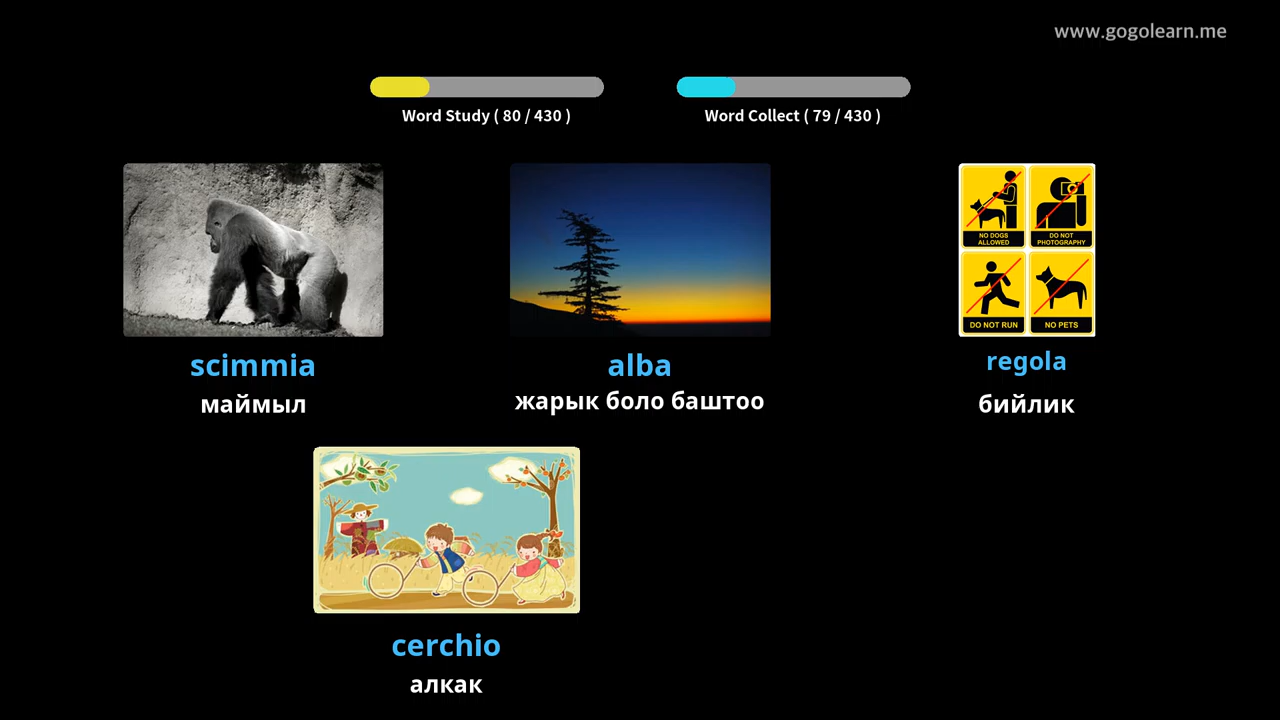 www.gogolearn.me
Word Study ( 80 / 430 )
Word Collect ( 79 / 430 )
NO DOGS
ALLOWED
DO NOT
PHOTOGRAPHY
DO NOT RUN
NO PETS
scimmia
маймыл
alba
жарык боло баштоо
regola
бийлик
cerchio
алкак